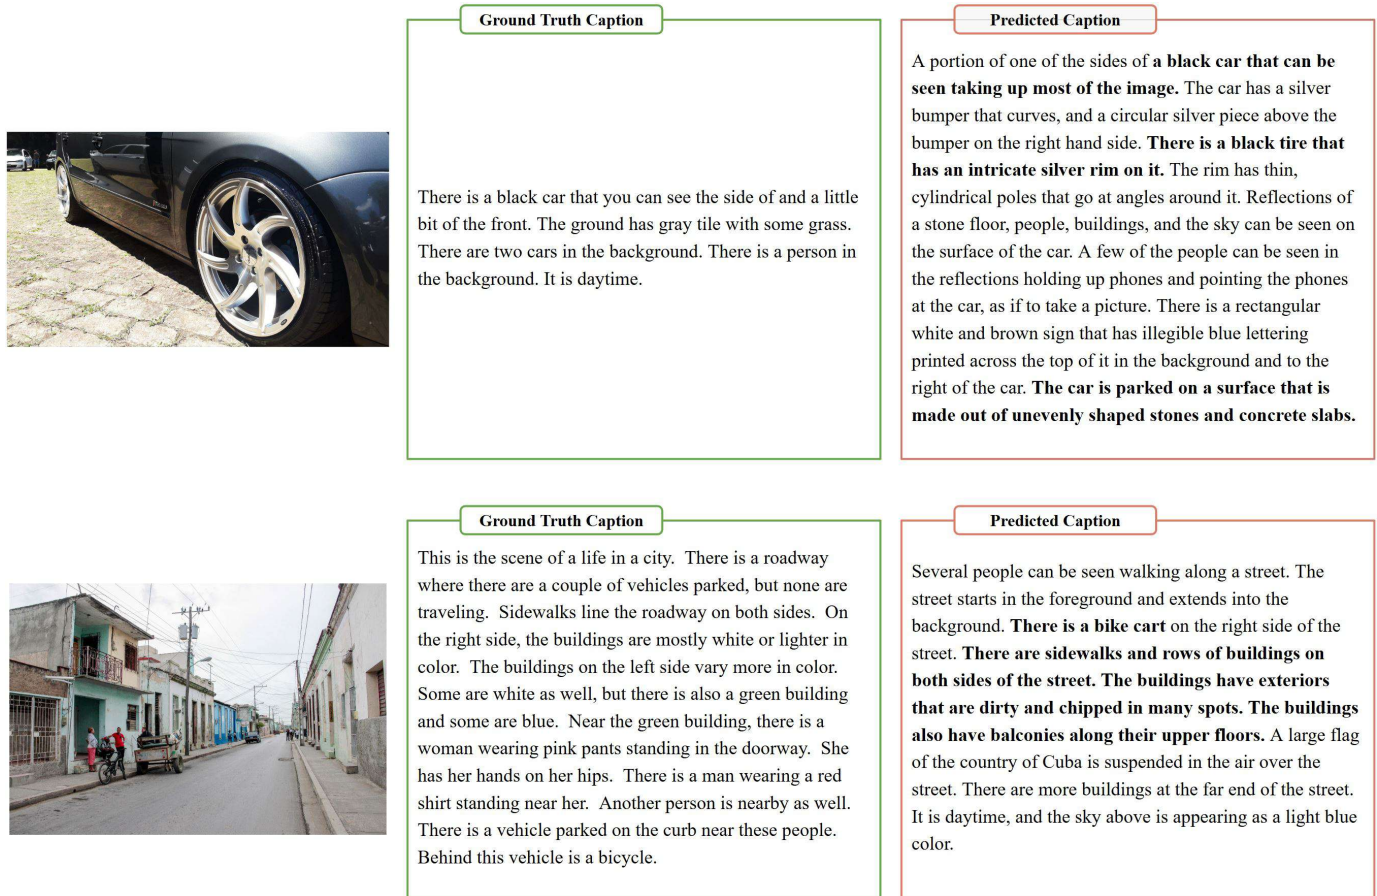 Ground Truth Caption
There is a black car that you can see the side of and a little
bit of the front. The ground has gray tile with some grass.
There are two cars in the background. There is a person in
the background. It is daytime.
Predicted Caption
A portion of one of the sides of a black car that can be
seen taking up most of the image. The car has a silver
bumper that curves, and a circular silver piece above the
bumper on the right hand side. There is a black tire that
has an intricate silver rim on it. The rim has thin,
cylindrical poles that go at angles around it. Reflections of
a stone floor, people, buildings, and the sky can be seen on
the surface of the car. A few of the people can be seen in
the reflections holding up phones and pointing the phones
at the car, as if to take a picture. There is a rectangular
white and brown sign that has illegible blue lettering
printed across the top of it in the background and to the
right of the car. The car is parked on a surface that is
made out of unevenly shaped stones and concrete slabs.
Ground Truth Caption
This is the scene of a life in a city.  There is a roadway
where there are a couple of vehicles parked, but none are
traveling.  Sidewalks line the roadway on both sides.  On
the right side, the buildings are mostly white or lighter in
color.  The buildings on the left side vary more in color.
Some are white as well, but there is also a green building
and some are blue.  Near the green building, there is a
woman wearing pink pants standing in the doorway.  She
has her hands on her hips.  There is a man wearing a red
shirt standing near her.  Another person is nearby as well.
There is a vehicle parked on the curb near these people.
Behind this vehicle is a bicycle.
Predicted Caption
Several people can be seen walking along a street. The
street starts in the foreground and extends into the
background. There is a bike cart on the right side of the
street. There are sidewalks and rows of buildings on
both sides of the street. The buildings have exteriors
that are dirty and chipped in many spots. The buildings
also have balconies along their upper floors. A large flag
of the country of Cuba is suspended in the air over the
street. There are more buildings at the far end of the street.
It is daytime, and the sky above is appearing as a light blue
color.